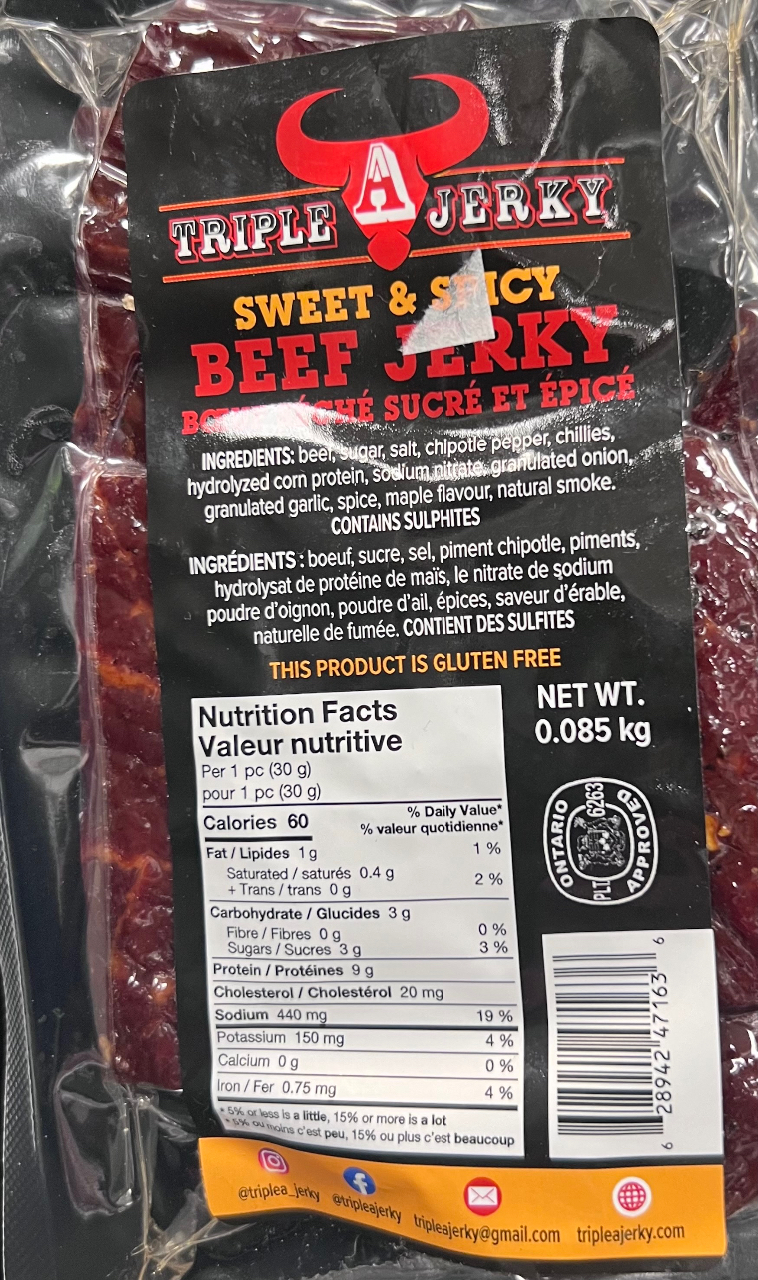 TRIPLE A JERKY
SWEET & SPICY
BEEF JERKY
SUCRÉ ET ÉPICÉ
INGREDIENTS: beef, sugar, salt, chipotle pepper, chillies,
hydrolyzed corn protein, sodium nitrate, granulated onion,
granulated garlic, spice, maple flavour, natural smoke.
CONTAINS SULPHITES
INGRÉDIENTS : boeuf, sucre, sel, piment chipotle, piments,
hydrolysat de protéine de maïs, le nitrate de sodium
poudre d'oignon, poudre d'ail, épices, saveur d'érable,
naturelle de fumée. CONTIENT DES SULFITES
THIS PRODUCT IS GLUTEN FREE
Nutrition Facts
Valeur nutritive
Per 1 pc (30 g)
pour 1 pc (30 g)
Calories 60
% Daily Value*
% valeur quotidienne*
Fat / Lipides 1 g 1 %
Saturated / saturés 0.4 g
+ Trans / trans 0 g 2 %
Carbohydrate / Glucides 3 g
Fibre / Fibres 0 g 0 %
Sugars / Sucres 3 g 3 %
Protein / Protéines 9 g
Cholesterol / Cholestérol 20 mg
Sodium 440 mg 19 %
Potassium 150 mg 4 %
Calcium 0 g 0 %
Iron / Fer 0.75 mg 4 %
* 5% or less is a little, 15% or more is a lot
* 5% ou moins c'est peu, 15% ou plus c'est beaucoup
NET WT.
0.085 kg
ONTARIO
PLT 6263
APPROVED
6 28942 47163 6
@triplea_jerky @tripleajerky tripleajerky@gmail.com tripleajerky.com